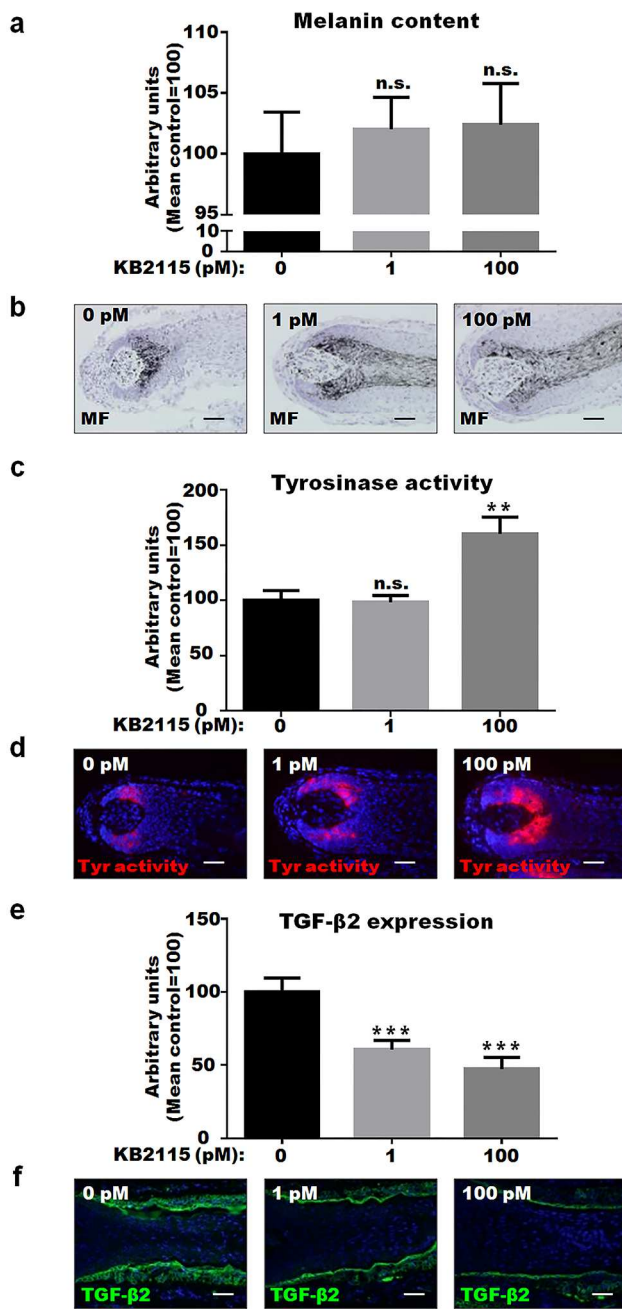 a
Melanin content
Arbitrary units
(Mean control=100)
110
105
100
95
10
0
n.s.
n.s.
KB2115 (pM): 0 1 100
b
0 pM 1 pM 100 pM
MF MF MF
c
Tyrosinase activity
Arbitrary units
(Mean control=100)
200
150
100
50
0
n.s.
**
KB2115 (pM): 0 1 100
d
0 pM 1 pM 100 pM
Tyr activity Tyr activity Tyr activity
e
TGF-β2 expression
Arbitrary units
(Mean control=100)
150
100
50
0
***
***
KB2115 (pM): 0 1 100
f
0 pM 1 pM 100 pM
TGF-β2 TGF-β2 TGF-β2